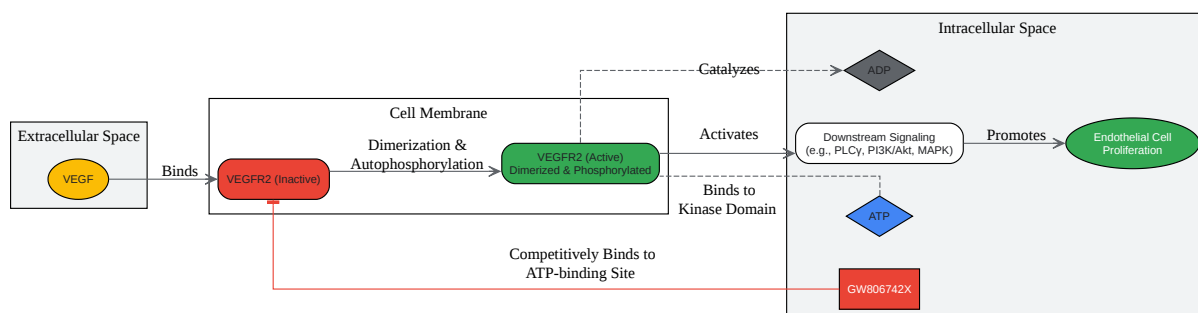 Intracellular Space
Catalyzes
ADP
Cell Membrane
Extracellular Space
Dimerization &
Autophosphorylation
Activates
Downstream Signaling
(e.g., PLCγ, PI3K/Akt, MAPK)
Promotes
Endothelial Cell
Proliferation
VEGF
Binds
VEGFR2 (Inactive)
VEGFR2 (Active)
Dimerized & Phosphorylated
Binds to
Kinase Domain
ATP
Competitively Binds to
ATP-binding Site
GW806742X